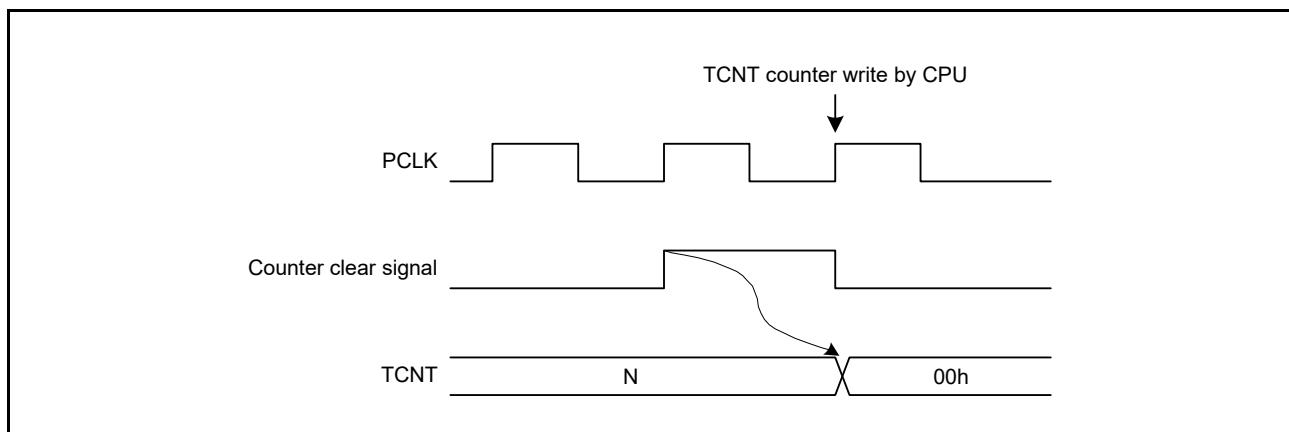 TCNT counter write by CPU
PCLK
Counter clear signal
TCNT
N
00h